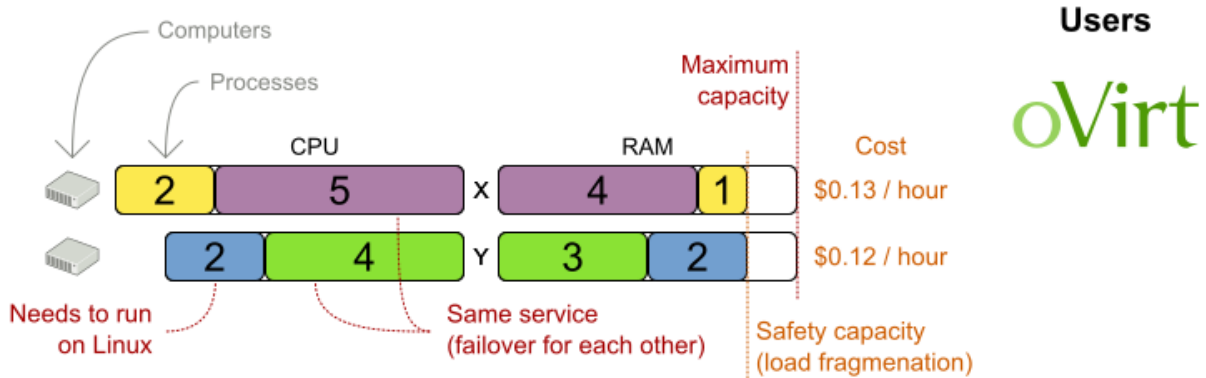 Users
Computers
Processes
Maximum
capacity
oVirt
CPU
RAM
Cost
2 5 X 4 1 $0.13 / hour
2 4 Y 3 2 $0.12 / hour
Needs to run
on Linux
Same service
(failover for each other)
Safety capacity
(load fragmenation)